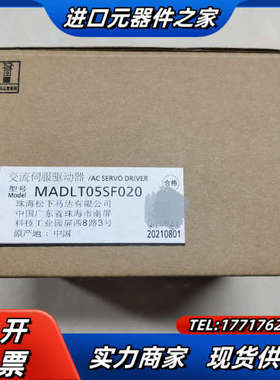 进口元器件之家
交流伺服驱动器 /AC SERVO DRIVER
型号 Model MADLT05SF020
合格
珠海松下马达有限公司
中国广东省珠海市南屏
科技工业园屏西8路3号
原产地：中国
20210801
可开票
TEL:1771762
实力商家 现货供应